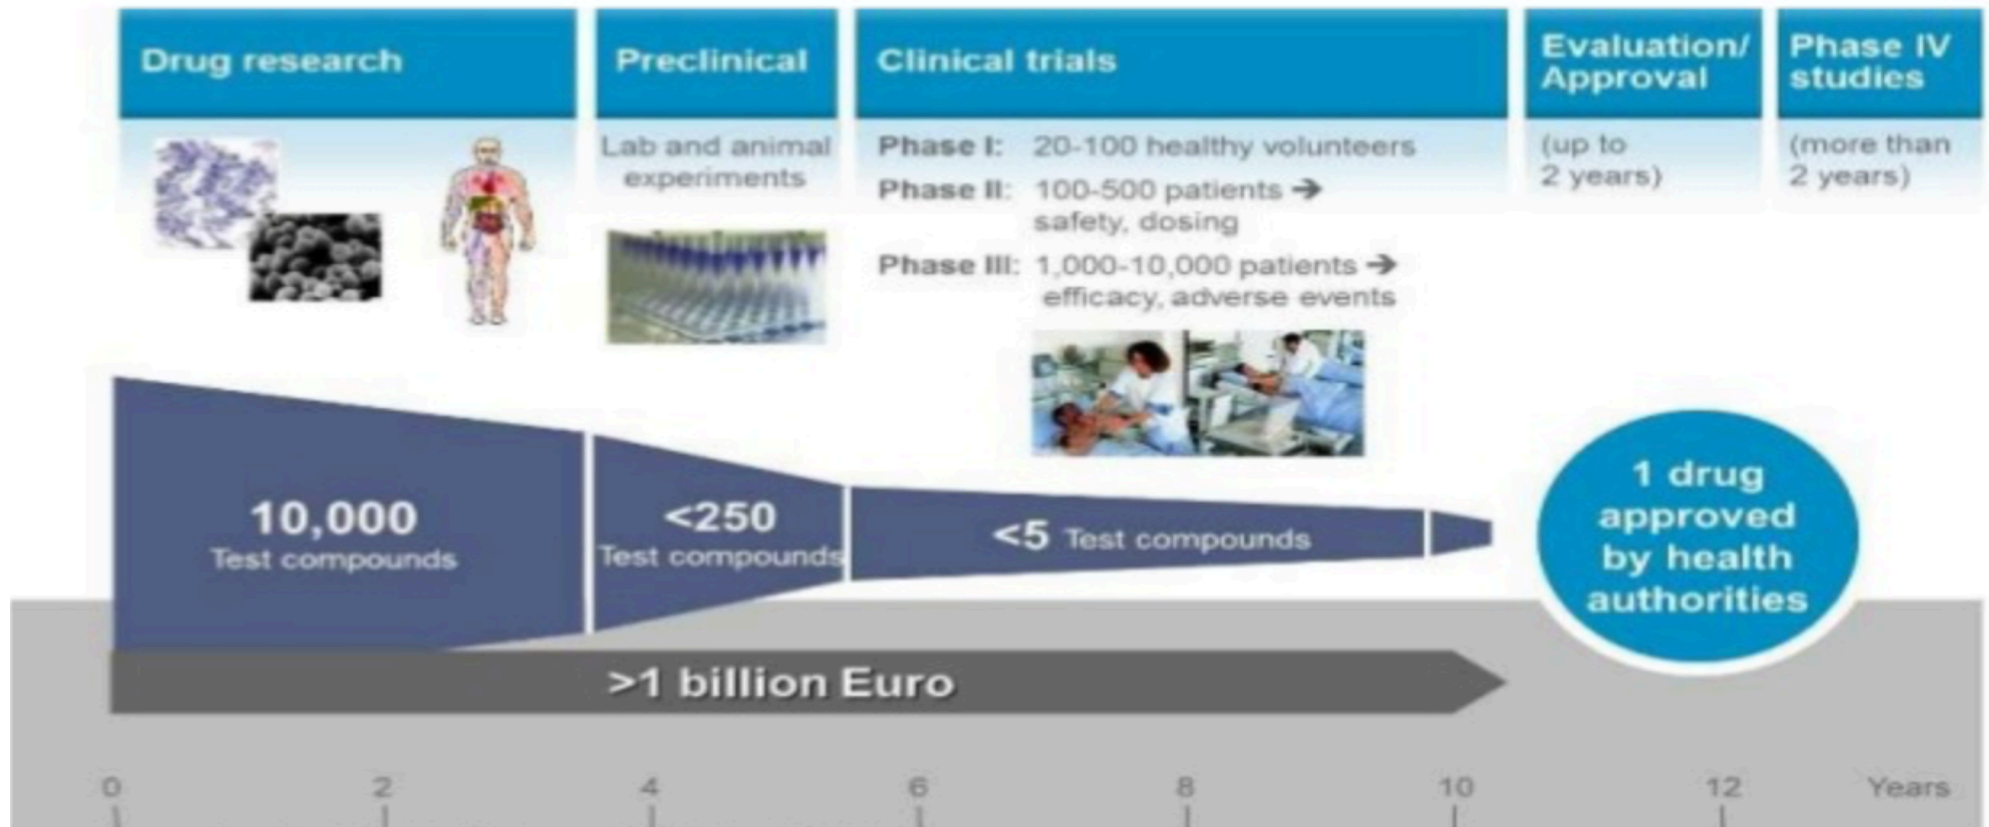 Drug research
Preclinical
Clinical trials
Evaluation/
Approval
Phase IV
studies
Lab and animal
experiments
Phase I: 20-100 healthy volunteers
Phase II: 100-500 patients ➔
safety, dosing
Phase III: 1,000-10,000 patients ➔
efficacy, adverse events
(up to
2 years)
(more than
2 years)
10,000
Test compounds
<250
Test compounds
<5 Test compounds
1 drug
approved
by health
authorities
>1 billion Euro
0 2 4 6 8 10 12 Years